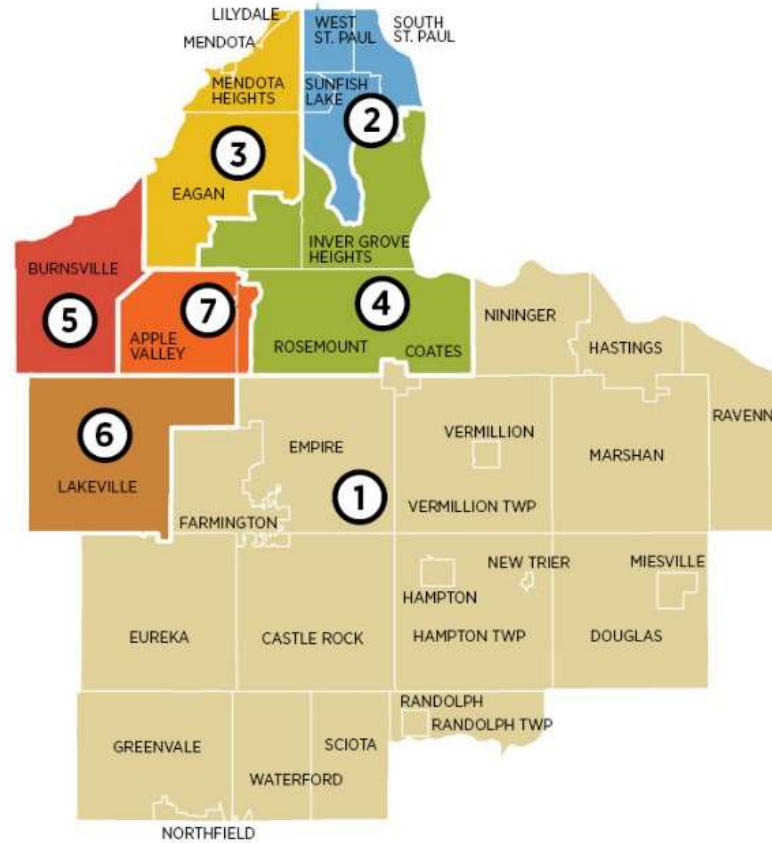 LILYDALE
MENDOTA
MENDOTA
HEIGHTS
WEST
ST. PAUL
SOUTH
ST. PAUL
SUNFISH
LAKE
2
3
EAGAN
INVER GROVE
HEIGHTS
BURNSVILLE
5
7
APPLE
VALLEY
4
ROSEMOUNT
COATES
NININGER
HASTINGS
RAVENN
6
LAKEVILLE
EMPIRE
VERMILLION
MARSHAN
1
VERMILLION TWP
FARMINGTON
NEW TRIER
MIESVILLE
HAMPTON
EUREKA
CASTLE ROCK
HAMPTON TWP
DOUGLAS
RANDOLPH
RANDOLPH TWP
GREENVALE
SCIOTA
WATERFORD
NORTHFIELD